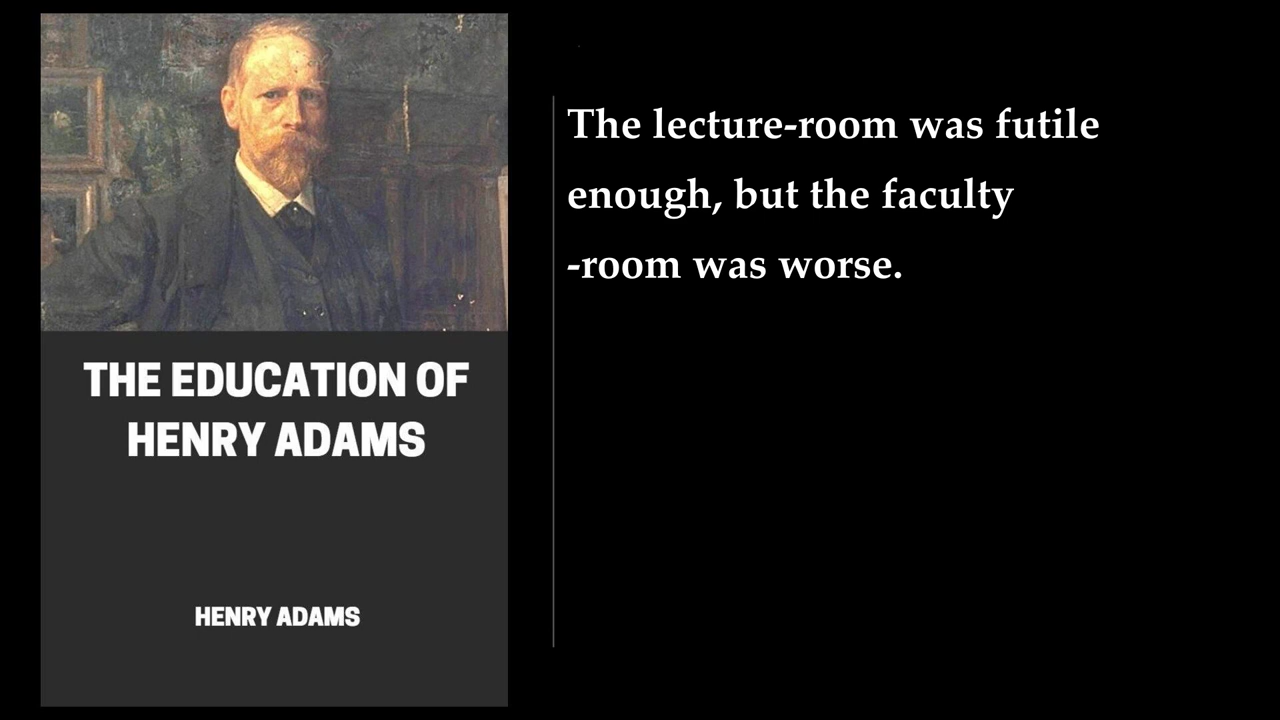 THE EDUCATION OF
HENRY ADAMS
HENRY ADAMS
The lecture-room was futile
enough, but the faculty
-room was worse.